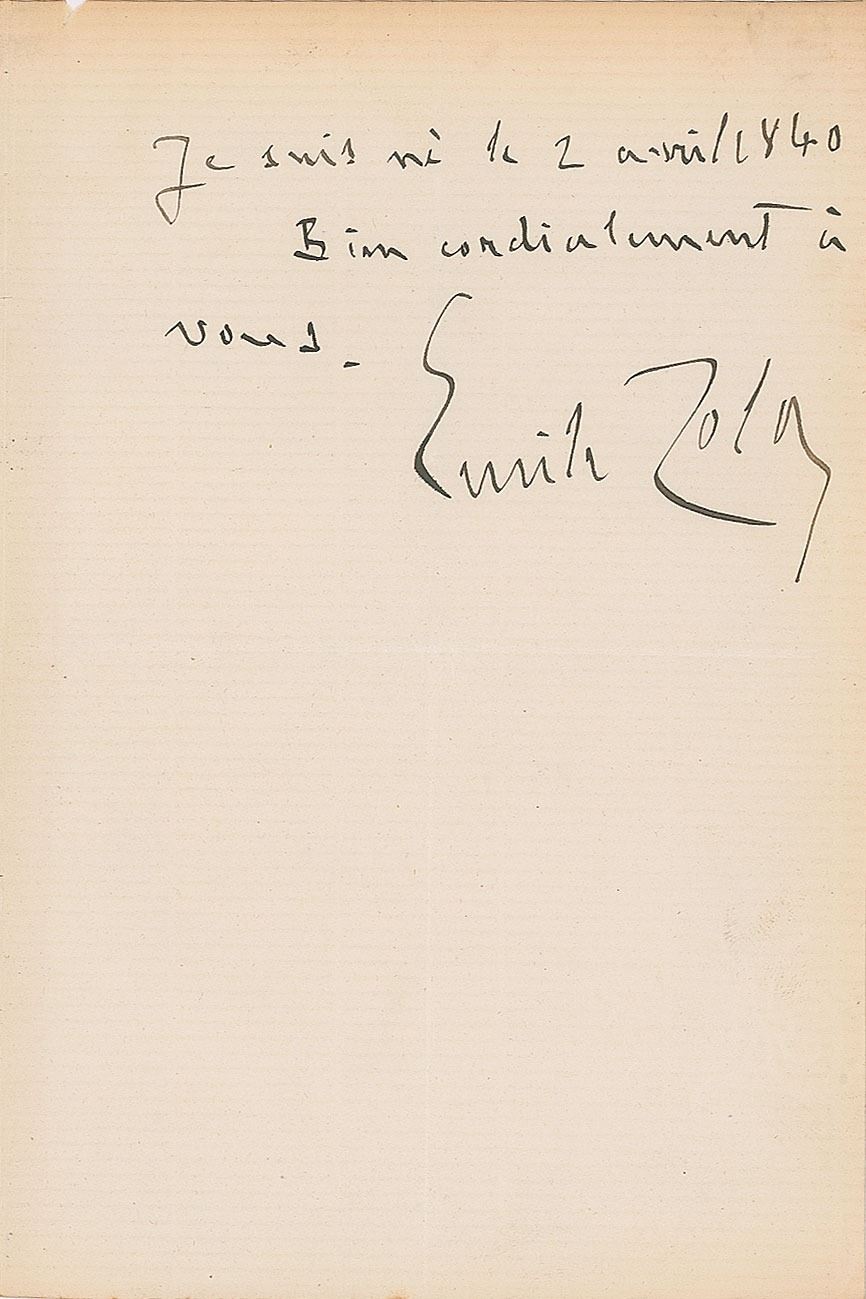 Je suis né le 2 avril 1840
Bien cordialement à
vous.
Emile Zola